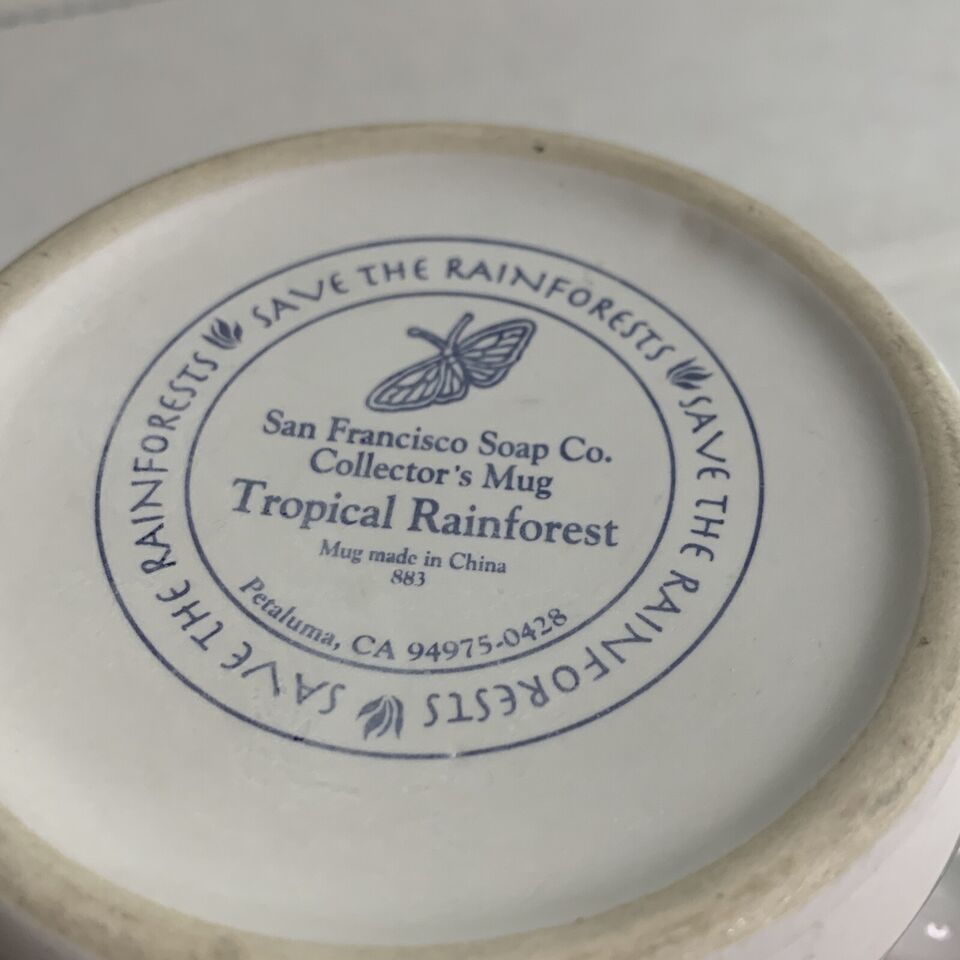 SAVE THE RAINFORESTS
SAVE THE RAINFORESTS
SAVE THE RAINFORESTS
San Francisco Soap Co.
Collector's Mug
Tropical Rainforest
Mug made in China
883
Petaluma, CA 94975-0428